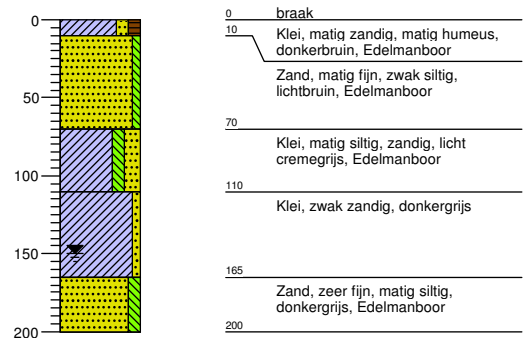 0
50
100
150
200
0
braak
10
Klei, matig zandig, matig humeus,
donkerbruin, Edelmanboor
Zand, matig fijn, zwak siltig,
lichtbruin, Edelmanboor
70
Klei, matig siltig, zandig, licht
cremegrijs, Edelmanboor
110
Klei, zwak zandig, donkergrijs
165
Zand, zeer fijn, matig siltig,
donkergrijs, Edelmanboor
200